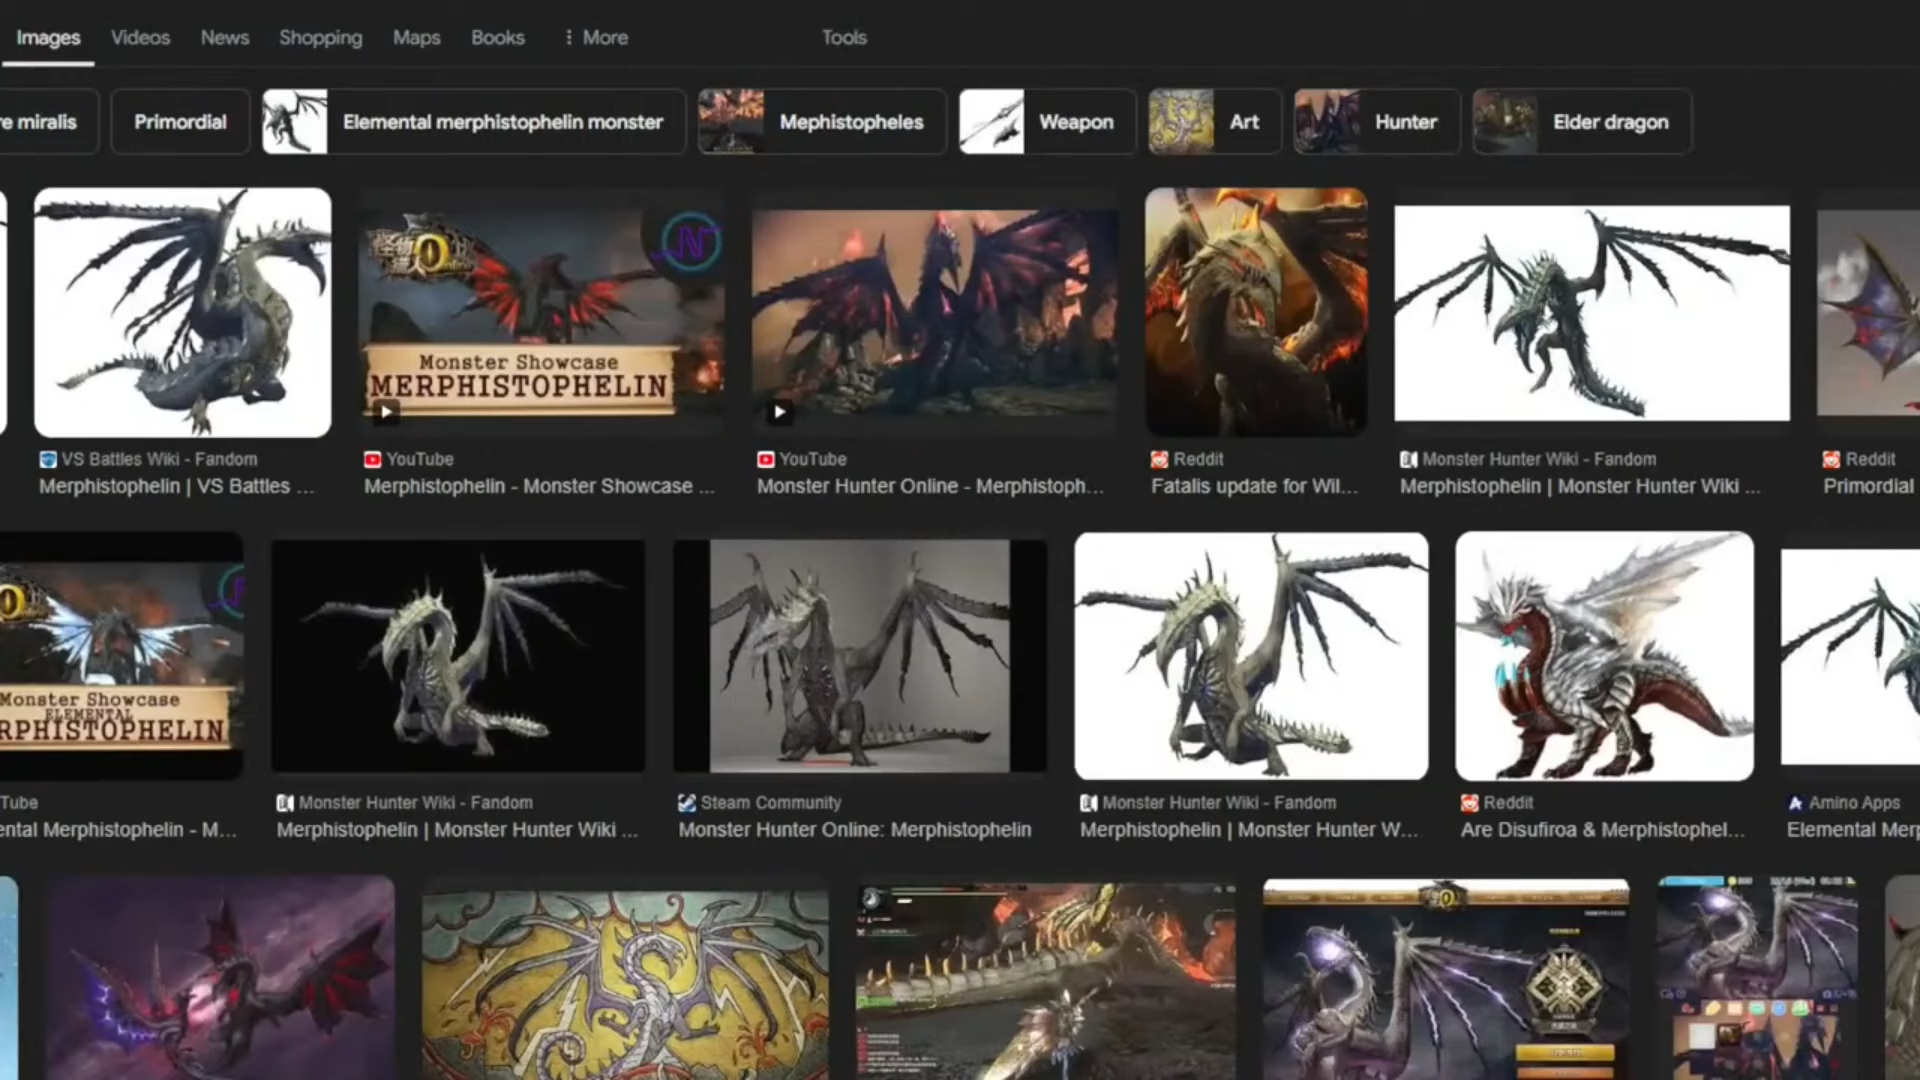 Images Videos News Shopping Maps Books More Tools
re miralis Primordial Elemental merphistophelin monster Mephistopheles Weapon Art Hunter Elder dragon
Monster Showcase
MERPHISTOPHELIN
VS Battles Wiki - Fandom YouTube YouTube Reddit Monster Hunter Wiki - Fandom Reddit
Merphistophelin | VS Battles ... Merphistophelin - Monster Showcase ... Monster Hunter Online - Merphistoph... Fatalis update for Wil... Merphistophelin | Monster Hunter Wiki ... Primordial
Monster Showcase
ELEMENTAL
RPHISTOPHELIN
Tube Monster Hunter Wiki - Fandom Steam Community Monster Hunter Wiki - Fandom Reddit Amino Apps
ental Merphistophelin - M... Merphistophelin | Monster Hunter Wiki ... Monster Hunter Online: Merphistophelin Merphistophelin | Monster Hunter W... Are Disufiroa & Merphistophel... Elemental Merp